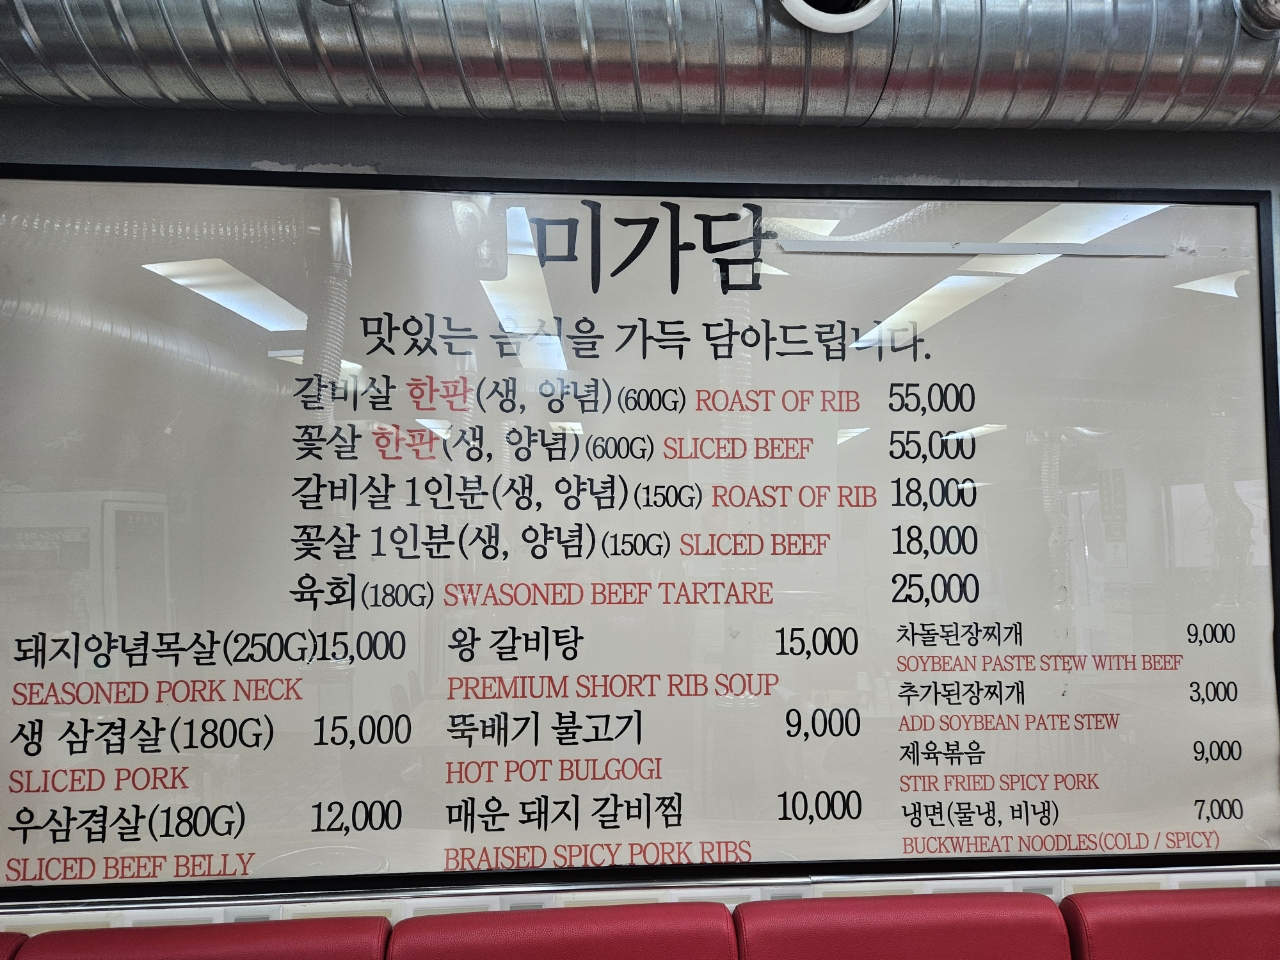 미가담
맛있는 음식을 가득 담아드립니다.
갈비살 한판(생, 양념)(600G) ROAST OF RIB 55,000
꽃살 한판(생, 양념)(600G) SLICED BEEF 55,000
갈비살 1인분(생, 양념)(150G) ROAST OF RIB 18,000
꽃살 1인분(생, 양념)(150G) SLICED BEEF 18,000
육회(180G) SWASONED BEEF TARTARE 25,000
돼지양념목살(250G)15,000
SEASONED PORK NECK
생 삼겹살(180G) 15,000
SLICED PORK
우삼겹살(180G) 12,000
SLICED BEEF BELLY
왕 갈비탕 15,000
PREMIUM SHORT RIB SOUP
뚝배기 불고기 9,000
HOT POT BULGOGI
매운 돼지 갈비찜 10,000
BRAISED SPICY PORK RIBS
차돌된장찌개 9,000
SOYBEAN PASTE STEW WITH BEEF
추가된장찌개 3,000
ADD SOYBEAN PATE STEW
제육볶음 9,000
STIR FRIED SPICY PORK
냉면(물냉, 비냉) 7,000
BUCKWHEAT NOODLES(COLD / SPICY)